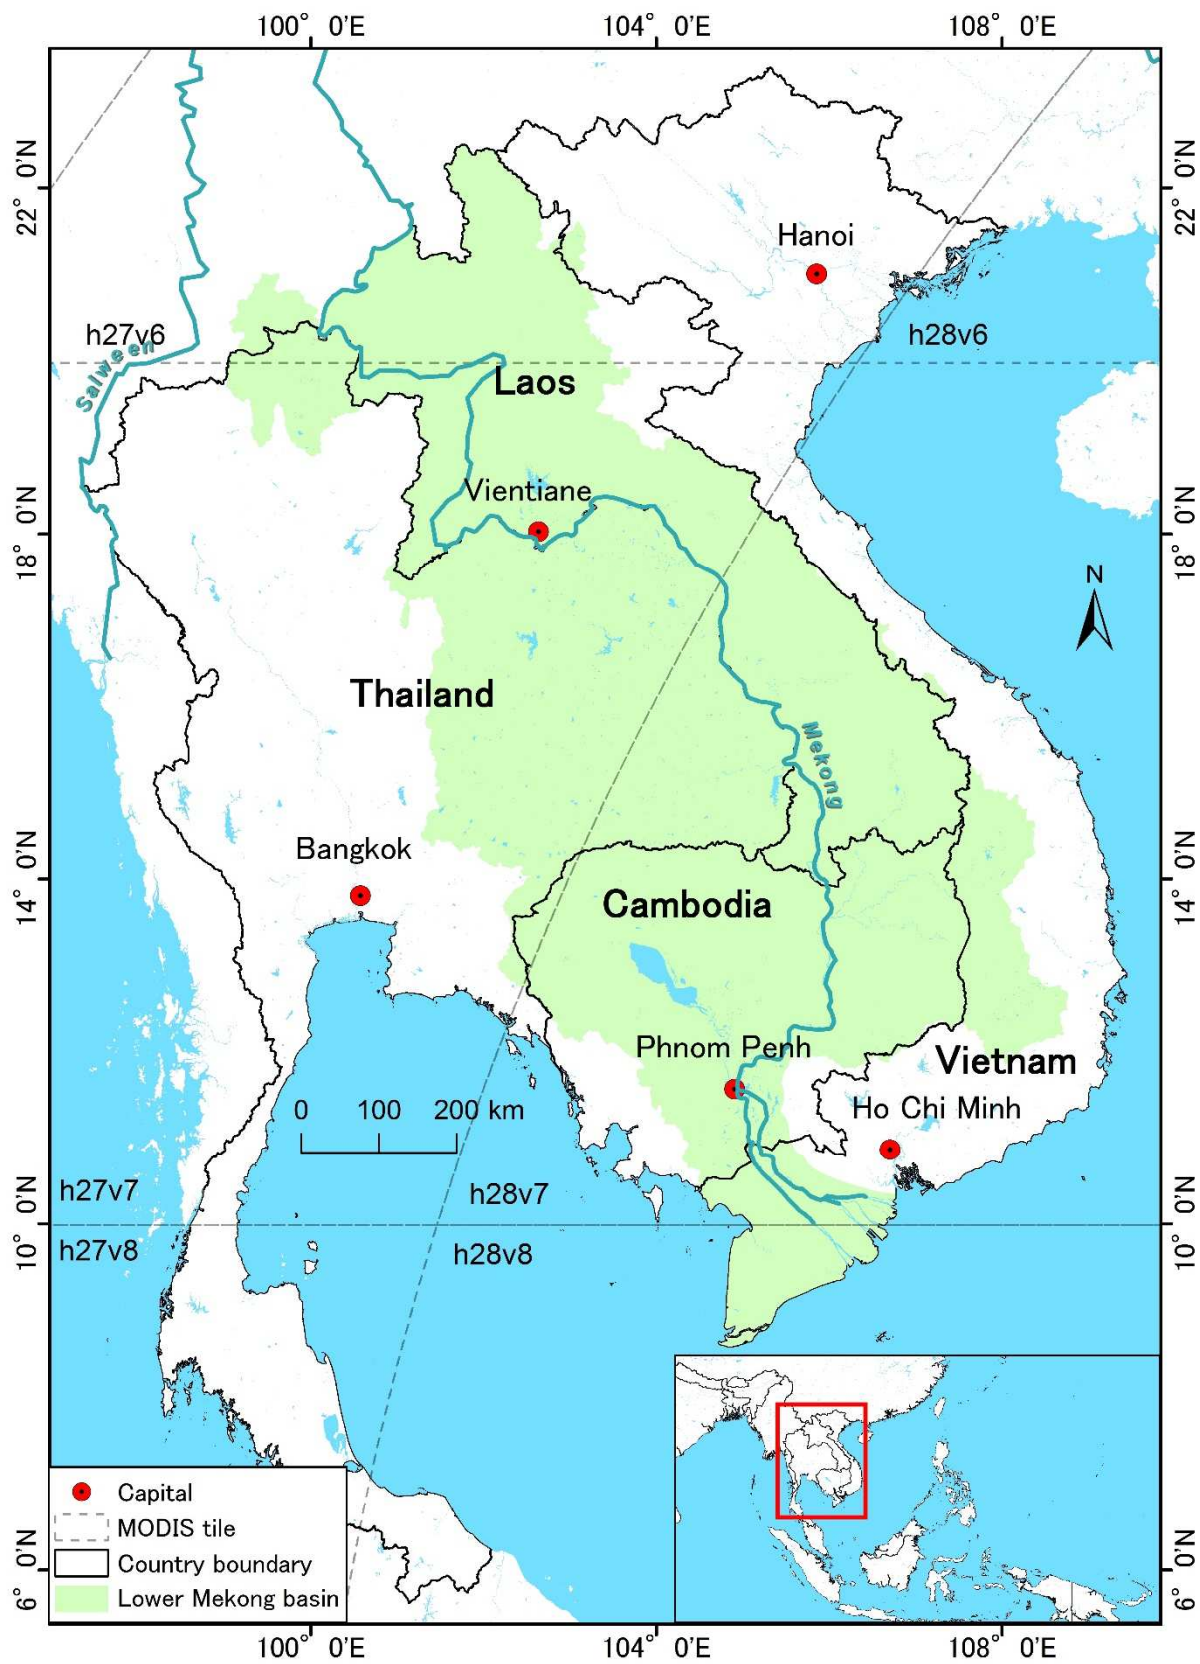 100° 0'E 104° 0'E 108° 0'E
22° 0'N
22° 0'N
Hanoi
h27v6
h28v6
Salween
Laos
Vientiane
18° 0'N
18° 0'N
N
Thailand
Mekong
Bangkok
14° 0'N
14° 0'N
Cambodia
Phnom Penh
Vietnam
0 100 200 km
Ho Chi Minh
h27v7
h28v7
10° 0'N
10° 0'N
h27v8
h28v8
Capital
MODIS tile
Country boundary
Lower Mekong basin
6° 0'N
6° 0'N
100° 0'E 104° 0'E 108° 0'E